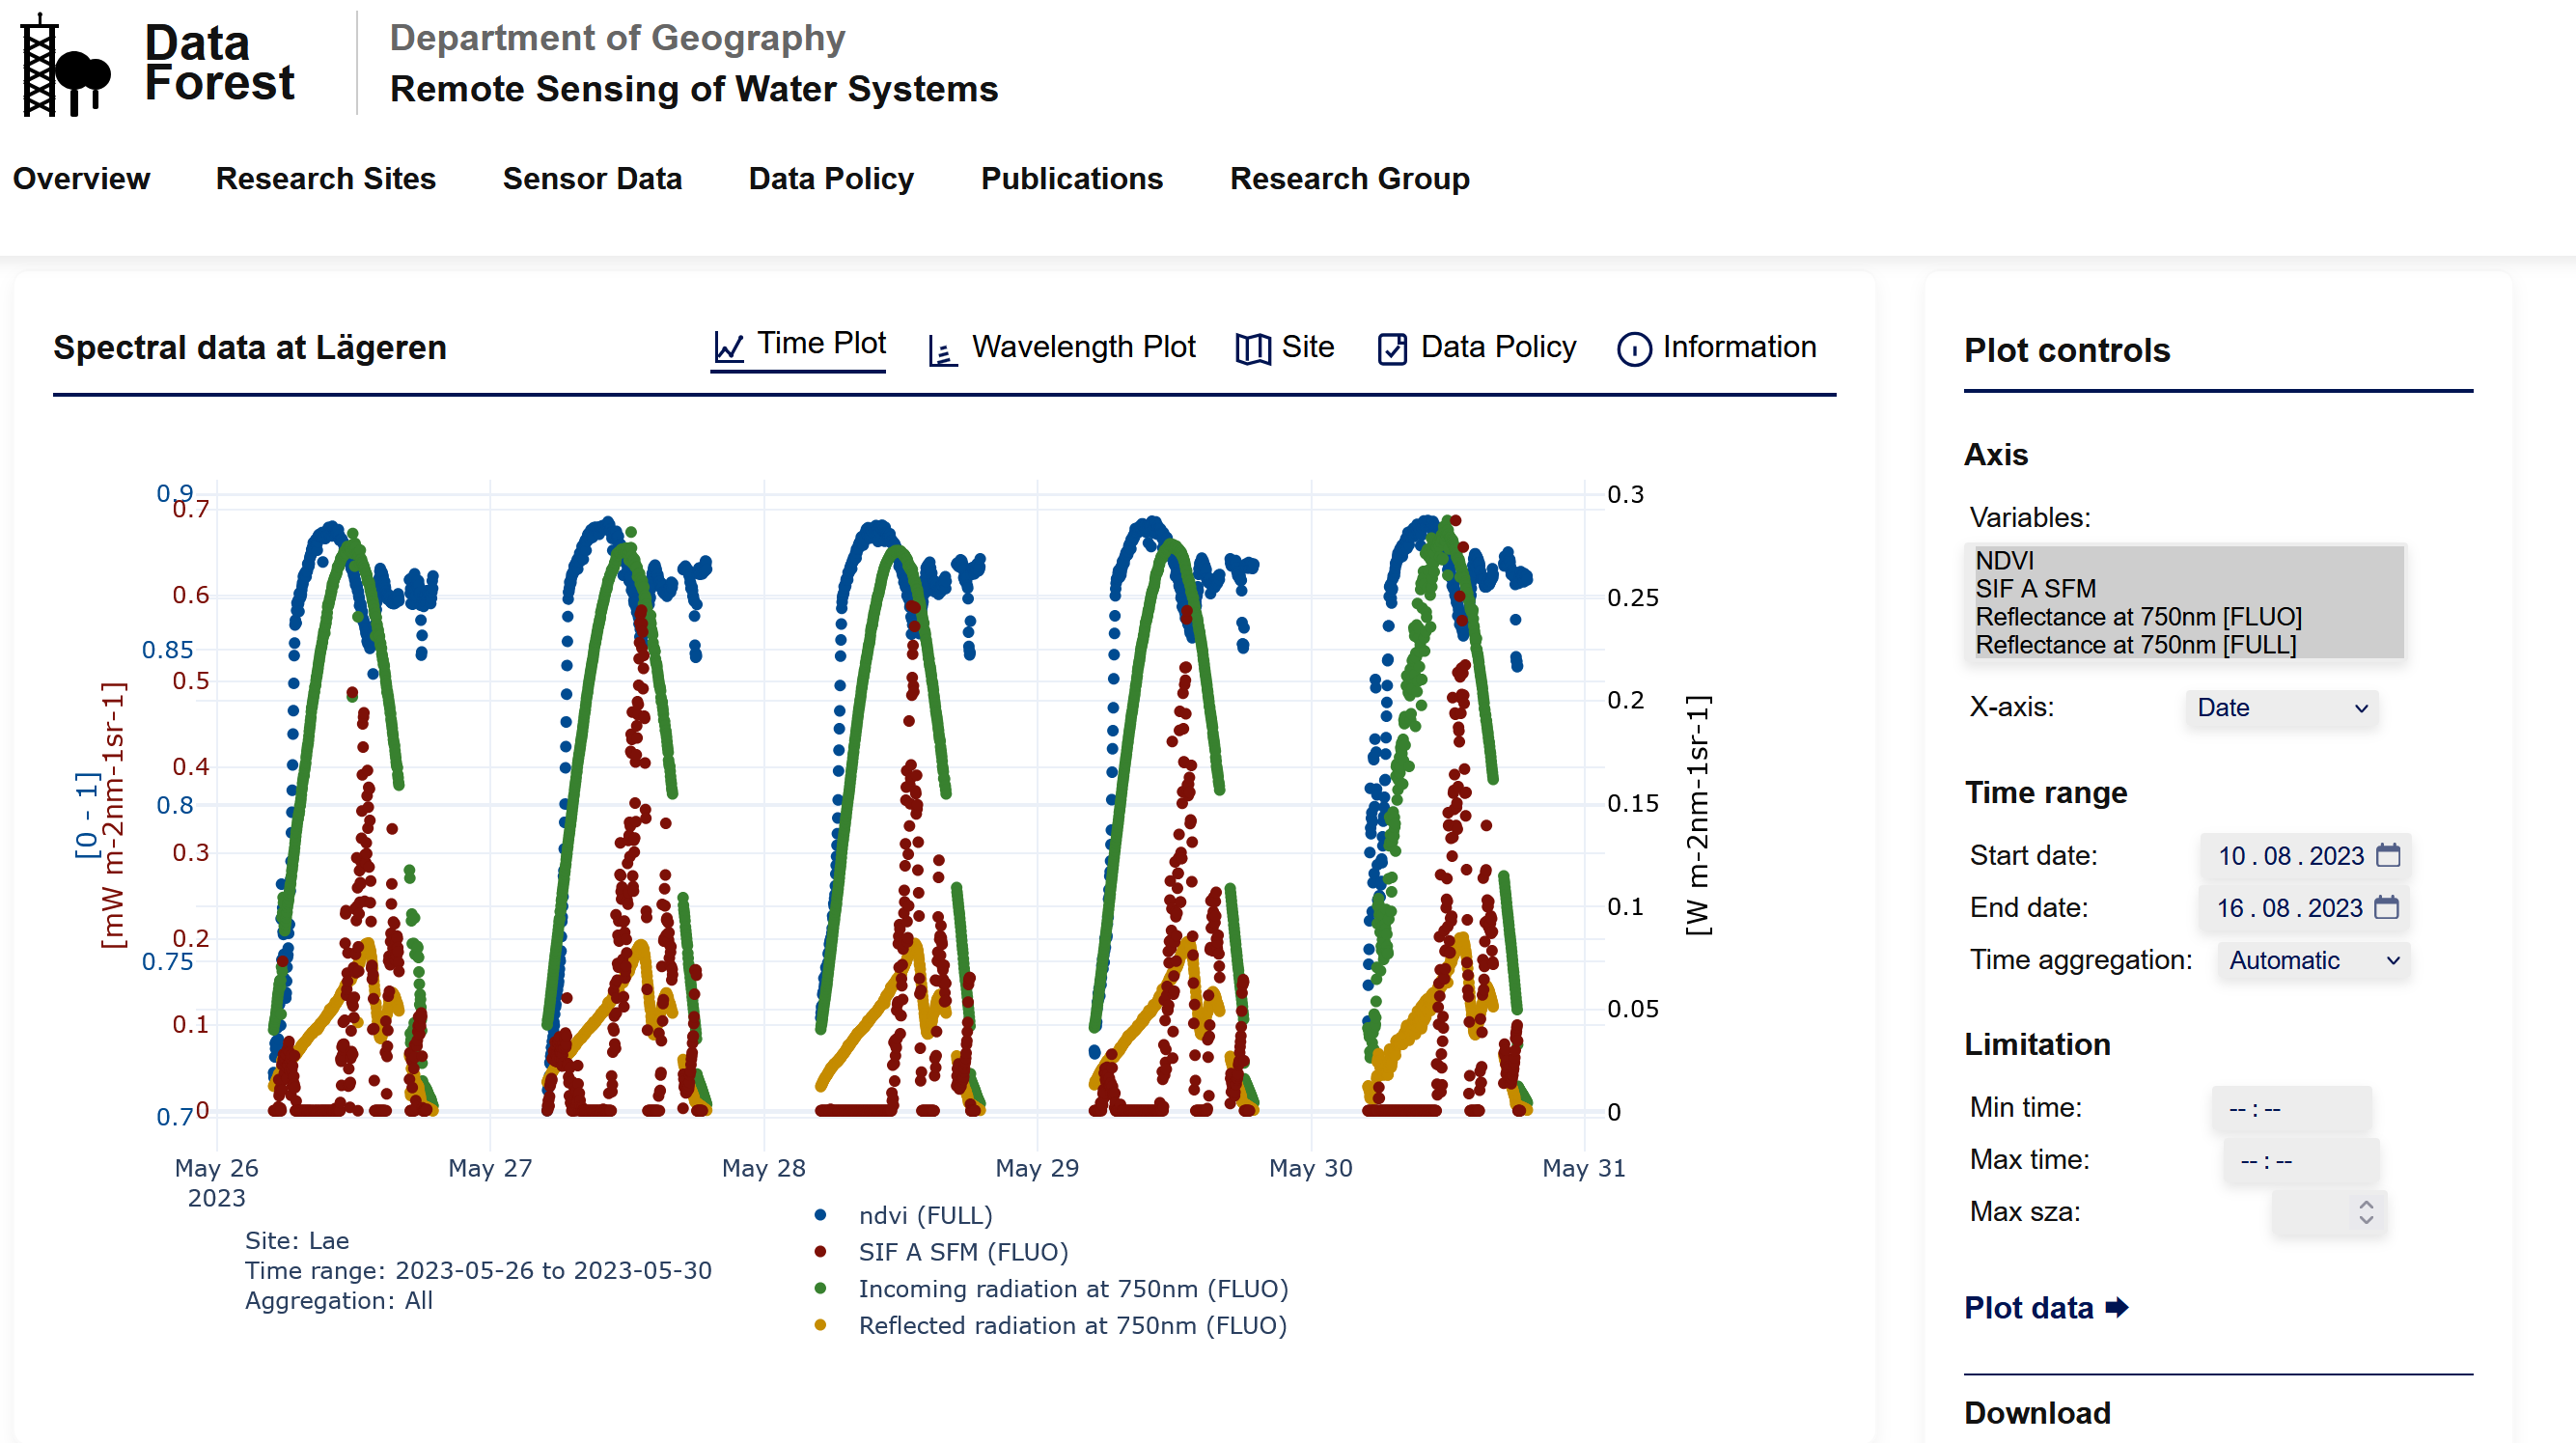 Data
Forest
Department of Geography
Remote Sensing of Water Systems
Overview Research Sites Sensor Data Data Policy Publications Research Group
Spectral data at Lägeren
Time Plot Wavelength Plot Site Data Policy Information
0.9
0.7
0.6
0.85
0.5
0.4
0.8
0.3
0.2
0.75
0.1
0.7
0
[0 - 1]
[mW m-2nm-1sr-1]
0.3
0.25
0.2
0.15
0.1
0.05
0
[W m-2nm-1sr-1]
May 26 May 27 May 28 May 29 May 30 May 31
2023
Site: Lae
Time range: 2023-05-26 to 2023-05-30
Aggregation: All
ndvi (FULL)
SIF A SFM (FLUO)
Incoming radiation at 750nm (FLUO)
Reflected radiation at 750nm (FLUO)
Plot controls
Axis
Variables:
NDVI
SIF A SFM
Reflectance at 750nm [FLUO]
Reflectance at 750nm [FULL]
X-axis: Date
Time range
Start date: 10 . 08 . 2023
End date: 16 . 08 . 2023
Time aggregation: Automatic
Limitation
Min time: -- : --
Max time: -- : --
Max sza:
Plot data
Download